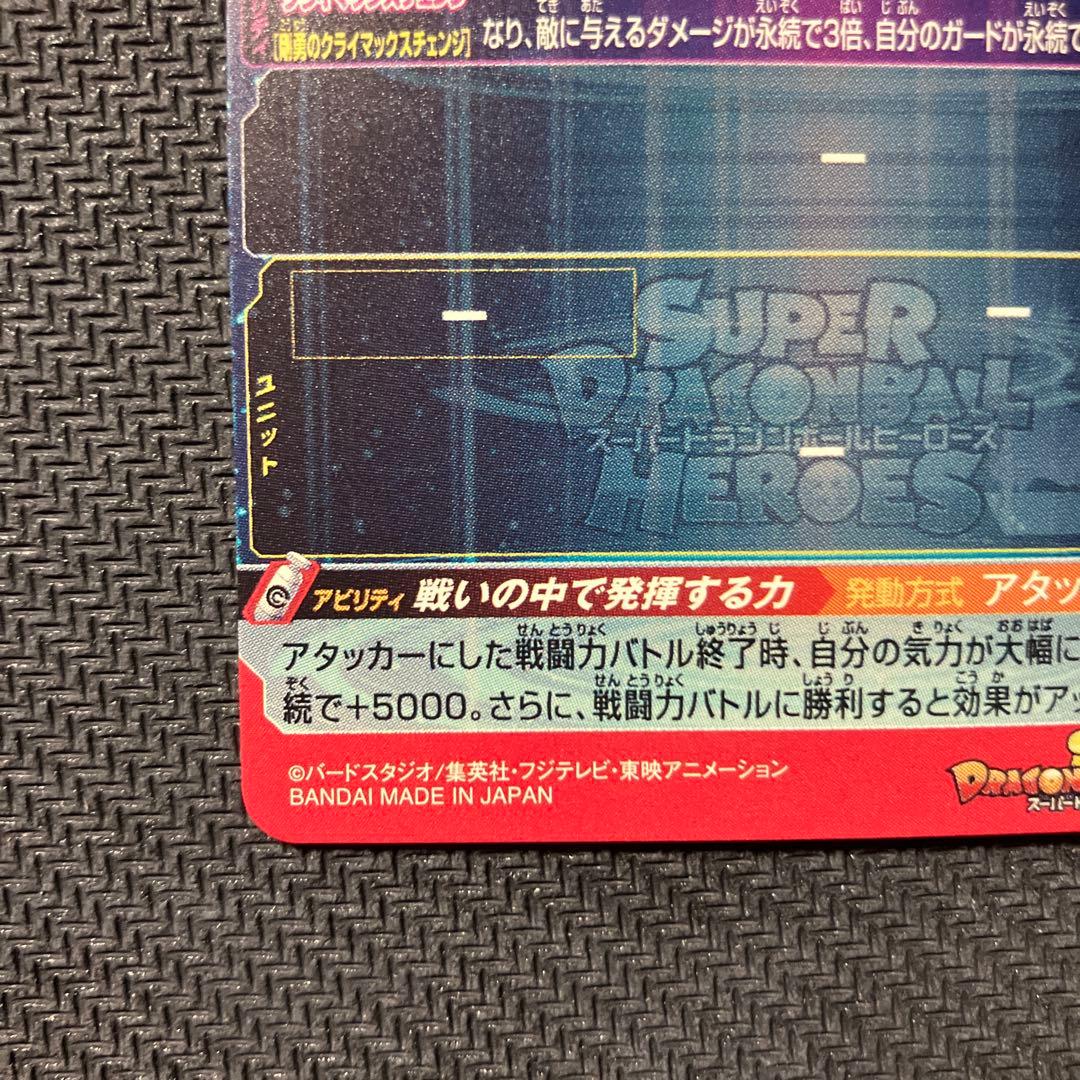 [剛勇のクライマックスチェンジ]
なり、敵に与えるダメージが永続で3倍、自分のガードが永続で
ー
ー
ー
ユニット
SUPER
DRAGONBALL
スーパードラゴンボールヒーローズ
ー
HEROES
アビリティ 戦いの中で発揮する力 発動方式 アタッ
アタッカーにした戦闘力バトル終了時、自分の気力が大幅に
続で+5000。さらに、戦闘力バトルに勝利すると効果がアッ
©バードスタジオ/集英社・フジテレビ・東映アニメーション
BANDAI MADE IN JAPAN
DRAGON